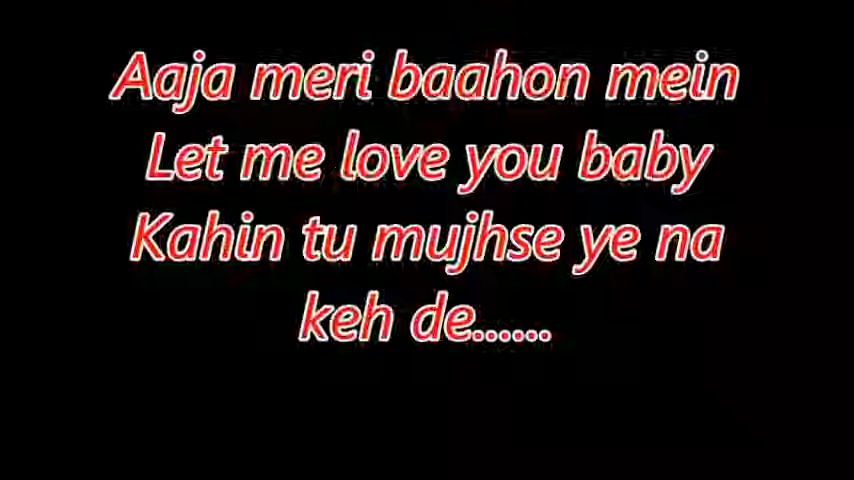 Aaja meri baahon mein
Let me love you baby
Kahin tu mujhse ye na
keh de......